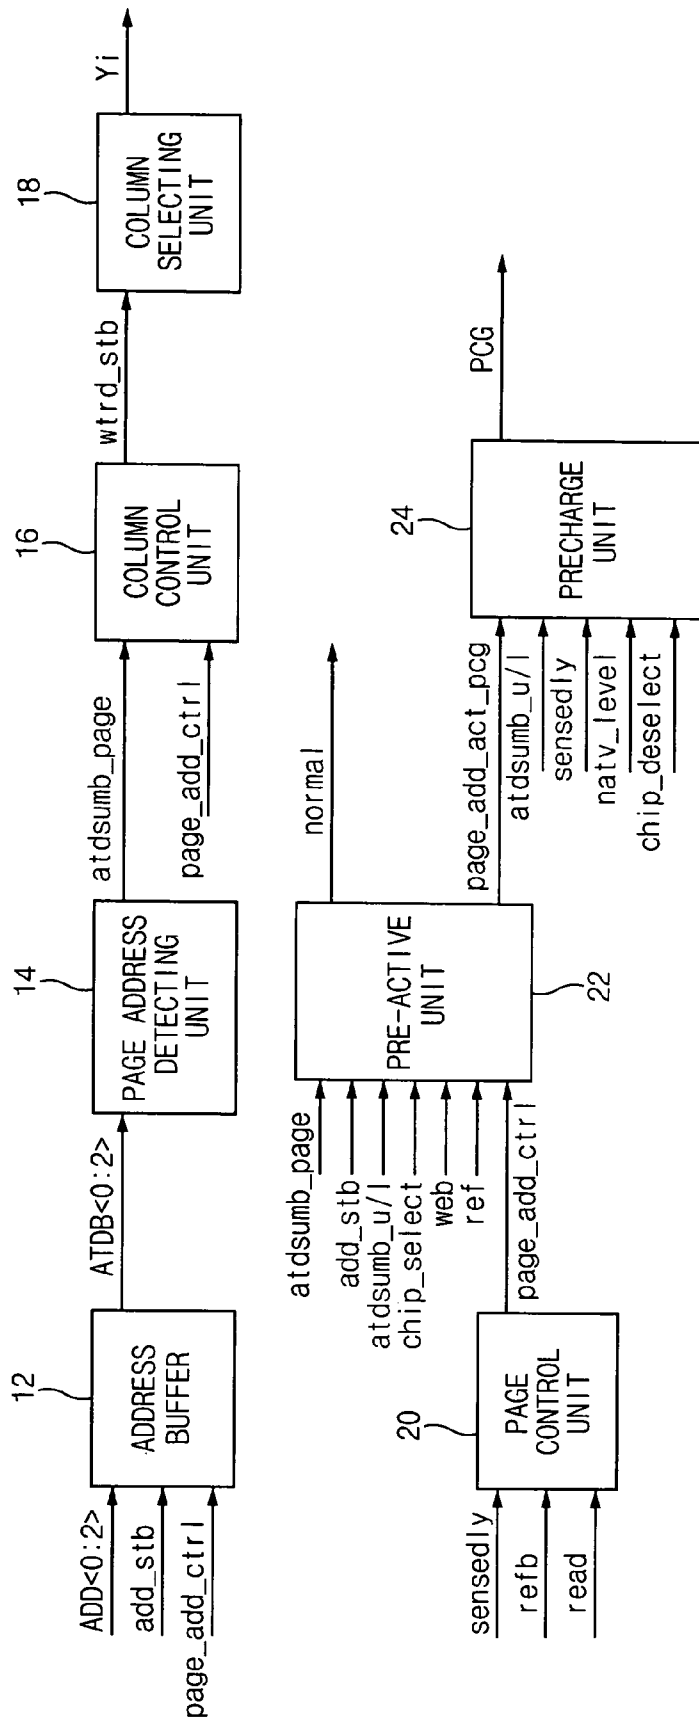 ADD<0:2>
add_stb
page_add_ctrl
12
ADDRESS
BUFFER
ATDB<0:2>
14
PAGE ADDRESS
DETECTING
UNIT
atdsumb_page
page_add_ctrl
16
COLUMN
CONTROL
UNIT
wtrd_stb
18
COLUMN
SELECTING
UNIT
Yi
sensedly
refb
read
20
PAGE
CONTROL
UNIT
page_add_ctrl
atdsumb_page
add_stb
atdsumb_u/l
chip_select
web
ref
PRE-ACTIVE
UNIT
22
normal
page_add_act_pcg
atdsumb_u/l
sensedly
natv_level
chip_deselect
24
PRECHARGE
UNIT
PCG